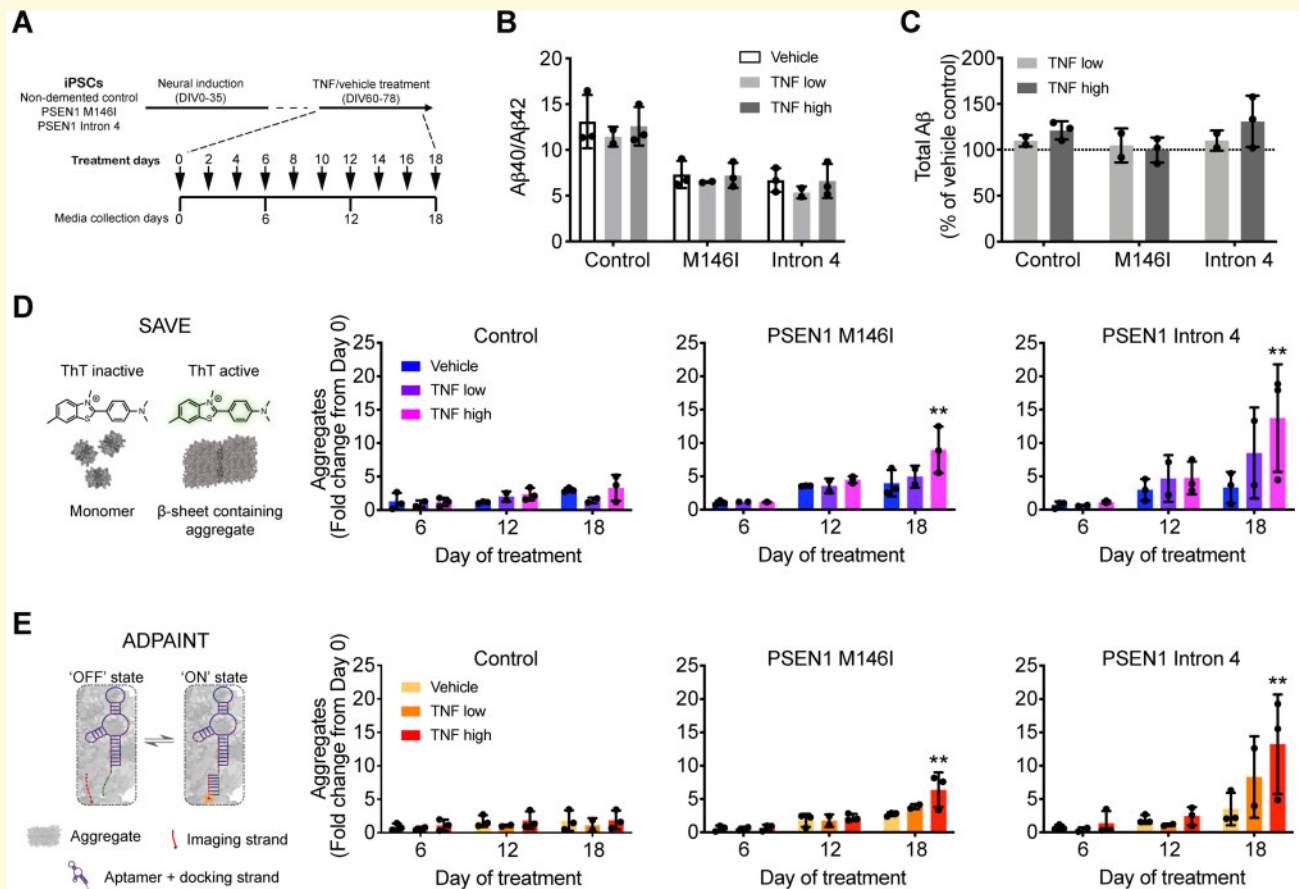 A
iPSCs
Non-demented control
PSEN1 M146I
PSEN1 Intron 4
Neural induction
(DIV0-35)
TNF/vehicle treatment
(DIV60-78)
Treatment days 0 2 4 6 8 10 12 14 16 18
Media collection days 0 6 12 18
B
Aβ40/Aβ42
20
15
10
5
0
Vehicle
TNF low
TNF high
Control M146I Intron 4
C
Total Aβ
(% of vehicle control)
200
150
100
50
0
TNF low
TNF high
Control M146I Intron 4
D
SAVE
ThT inactive ThT active
N N
S S
N N
Monomer
β-sheet containing
aggregate
Aggregates
(Fold change from Day 0)
Control
25
20
15
10
5
0
Vehicle
TNF low
TNF high
6 12 18
Day of treatment
PSEN1 M146I
25
20
15
10
5
0
**
6 12 18
Day of treatment
PSEN1 Intron 4
25
20
15
10
5
0
**
6 12 18
Day of treatment
E
ADPAINT
'OFF' state 'ON' state
Aggregate
Imaging strand
Aptamer + docking strand
Aggregates
(Fold change from Day 0)
Control
25
20
15
10
5
0
Vehicle
TNF low
TNF high
6 12 18
Day of treatment
PSEN1 M146I
25
20
15
10
5
0
**
6 12 18
Day of treatment
PSEN1 Intron 4
25
20
15
10
5
0
**
6 12 18
Day of treatment